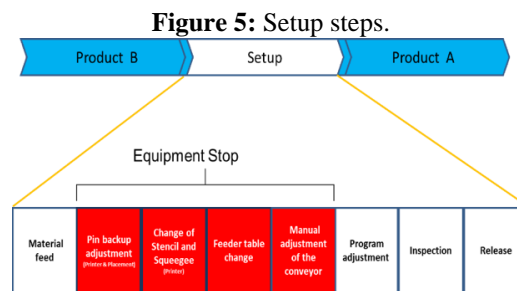 Figure 5: Setup steps.
Product B
Setup
Product A
Equipment Stop
Material
feed
Pin backup
adjustment
(Printer & Placement)
Change of
Stencil and
Squeegee
(Printer)
Feeder table
change
Manual
adjustment
of the
conveyor
Program
adjustment
Inspection
Release